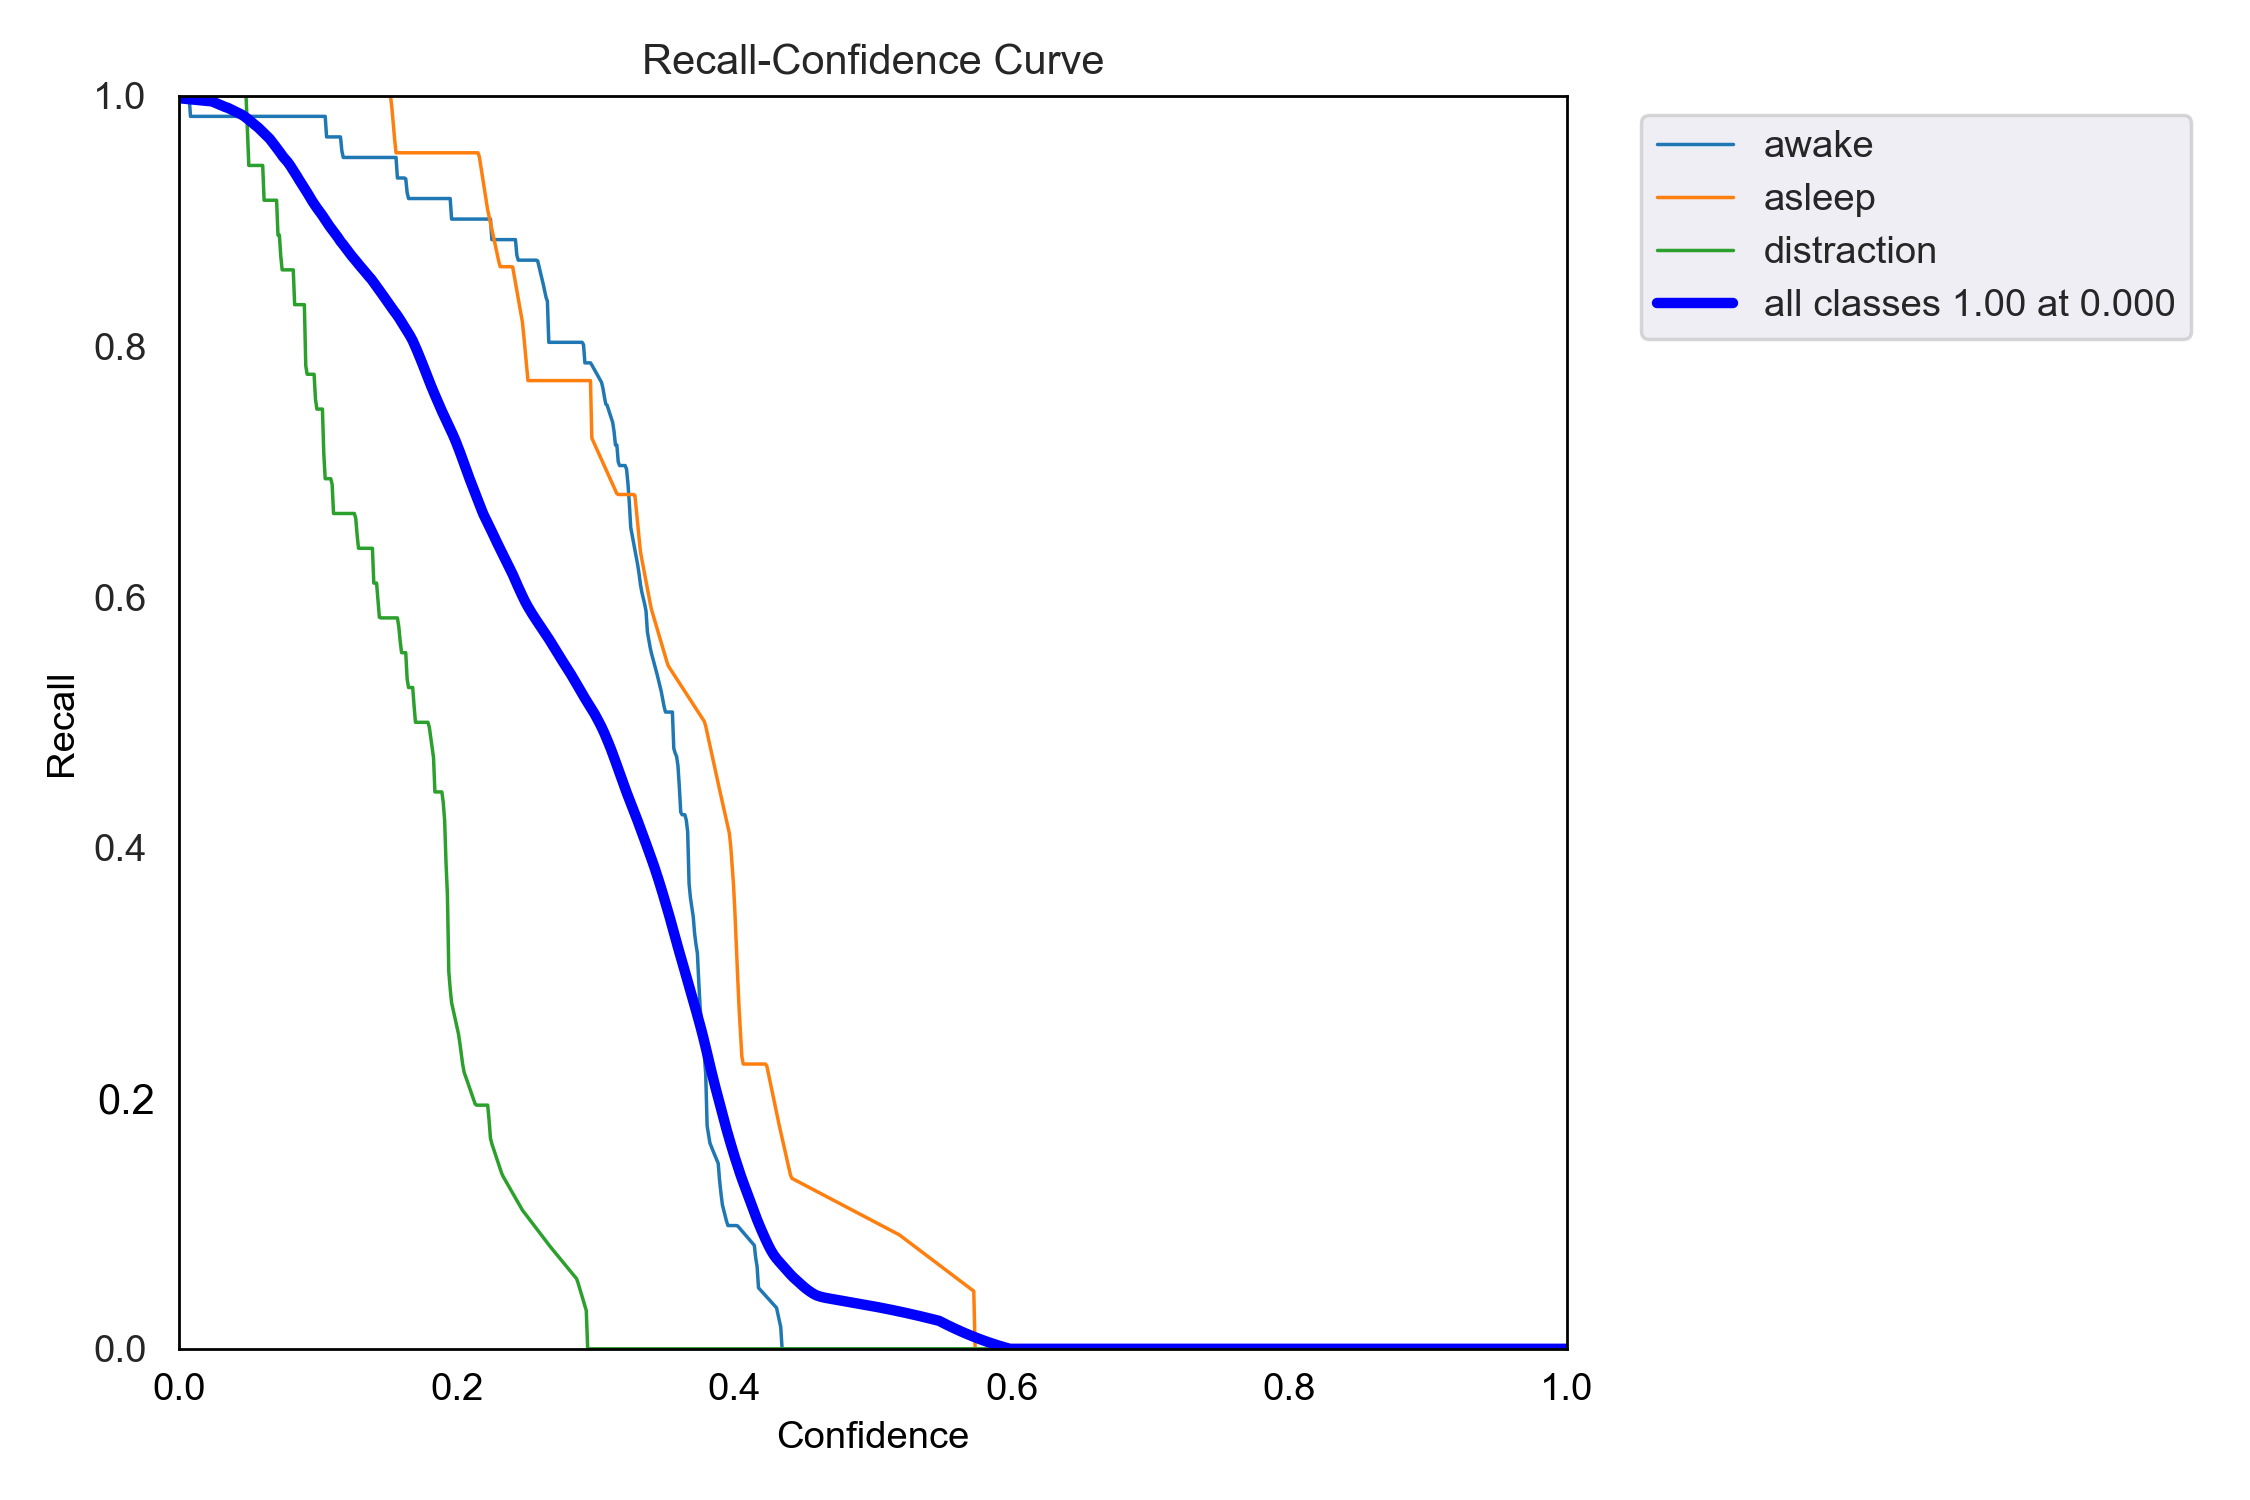 Recall-Confidence Curve
1.0
0.8
0.6
0.4
0.2
0.0
Recall
0.0 0.2 0.4 0.6 0.8 1.0
Confidence
awake
asleep
distraction
all classes 1.00 at 0.000